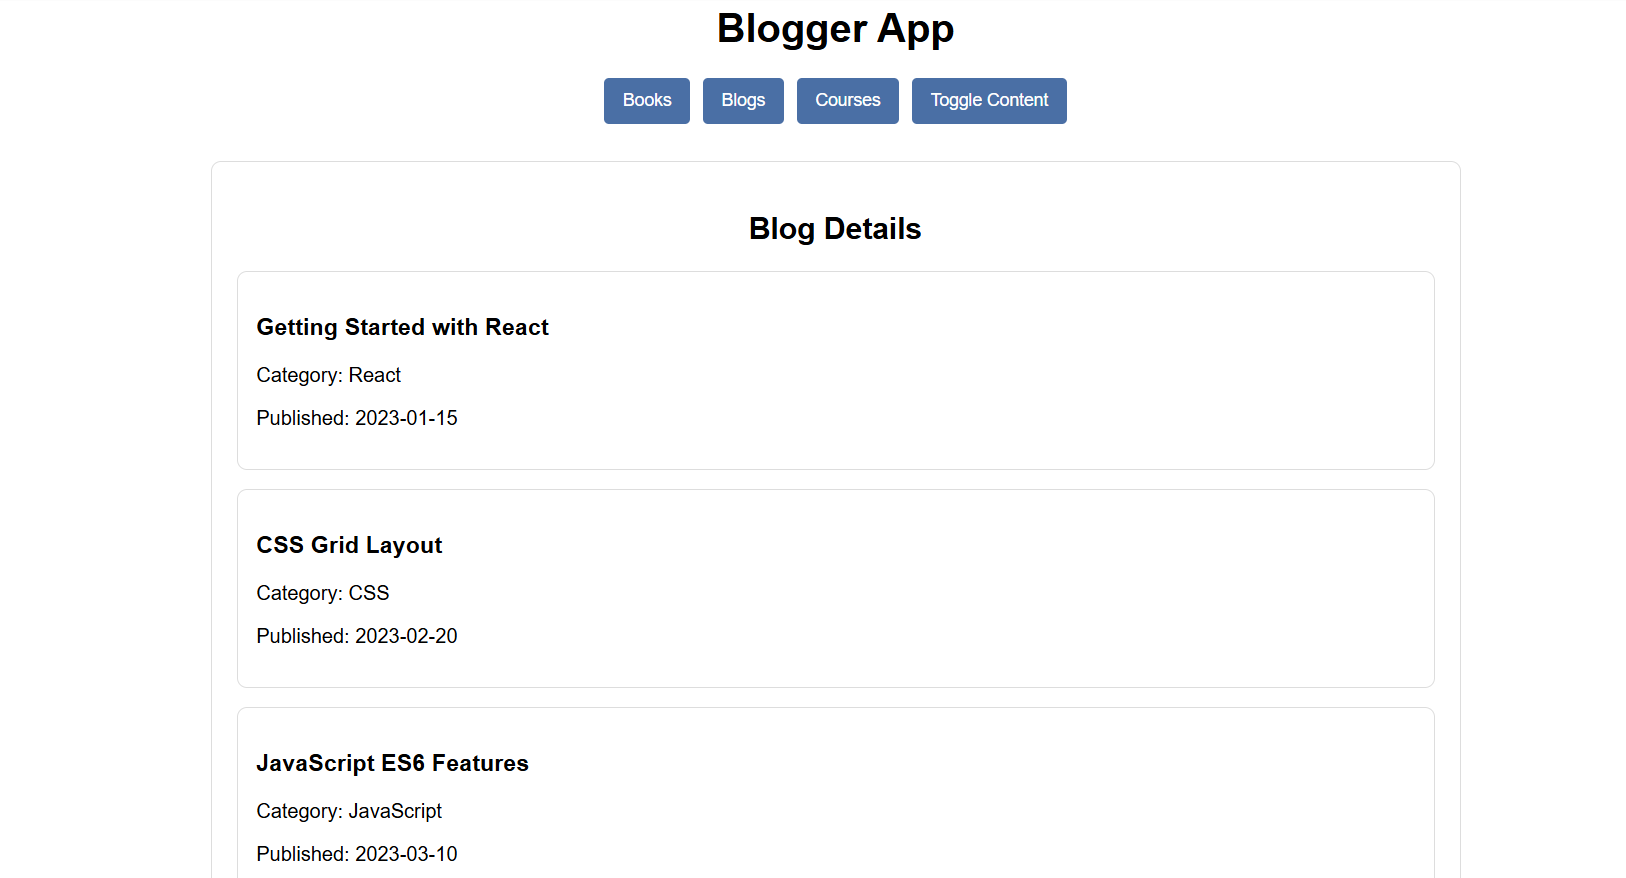 Blogger App
Books Blogs Courses Toggle Content
Blog Details
Getting Started with React
Category: React
Published: 2023-01-15
CSS Grid Layout
Category: CSS
Published: 2023-02-20
JavaScript ES6 Features
Category: JavaScript
Published: 2023-03-10